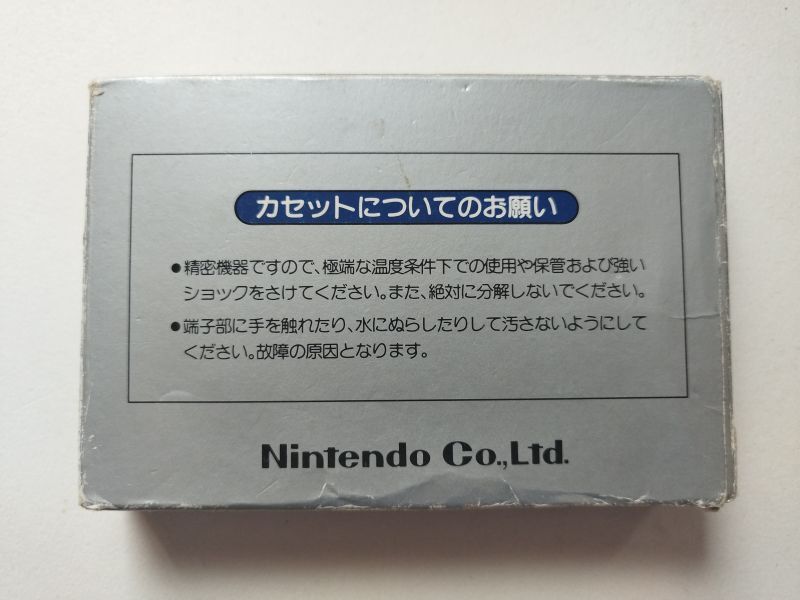 カセットについてのお願い
●精密機器ですので、極端な温度条件下での使用や保管および強い
ショックをさけてください。また、絶対に分解しないでください。
●端子部に手を触れたり、水にぬらしたりして汚さないようにして
ください。故障の原因となります。
Nintendo Co.,Ltd.